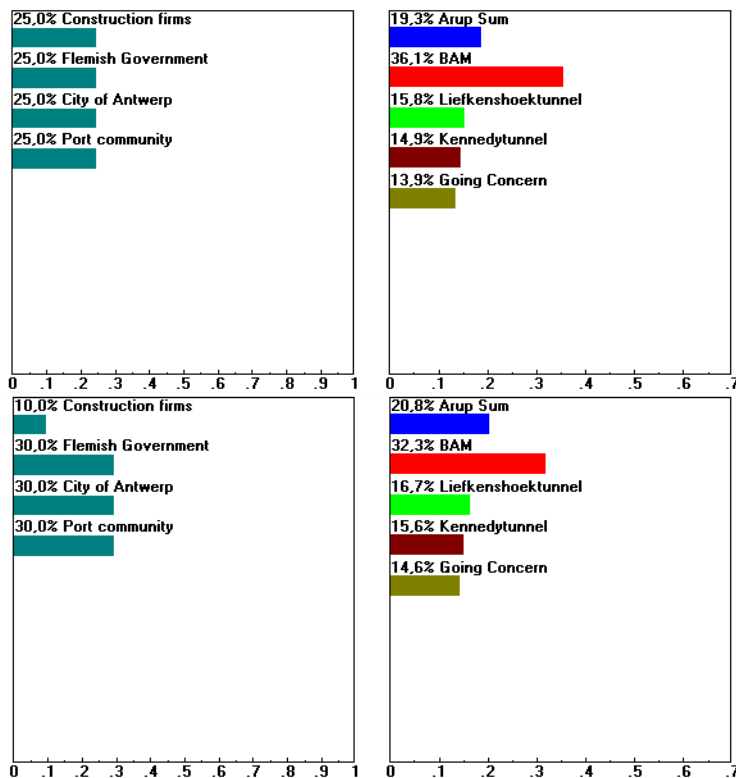 25,0% Construction firms
25,0% Flemish Government
25,0% City of Antwerp
25,0% Port community
0 .1 .2 .3 .4 .5 .6 .7 .8 .9 1
19,3% Arup Sum
36,1% BAM
15,8% Liefkenshoektunnel
14,9% Kennedytunnel
13,9% Going Concern
0 .1 .2 .3 .4 .5 .6 .7
10,0% Construction firms
30,0% Flemish Government
30,0% City of Antwerp
30,0% Port community
0 .1 .2 .3 .4 .5 .6 .7 .8 .9 1
20,8% Arup Sum
32,3% BAM
16,7% Liefkenshoektunnel
15,6% Kennedytunnel
14,6% Going Concern
0 .1 .2 .3 .4 .5 .6 .7